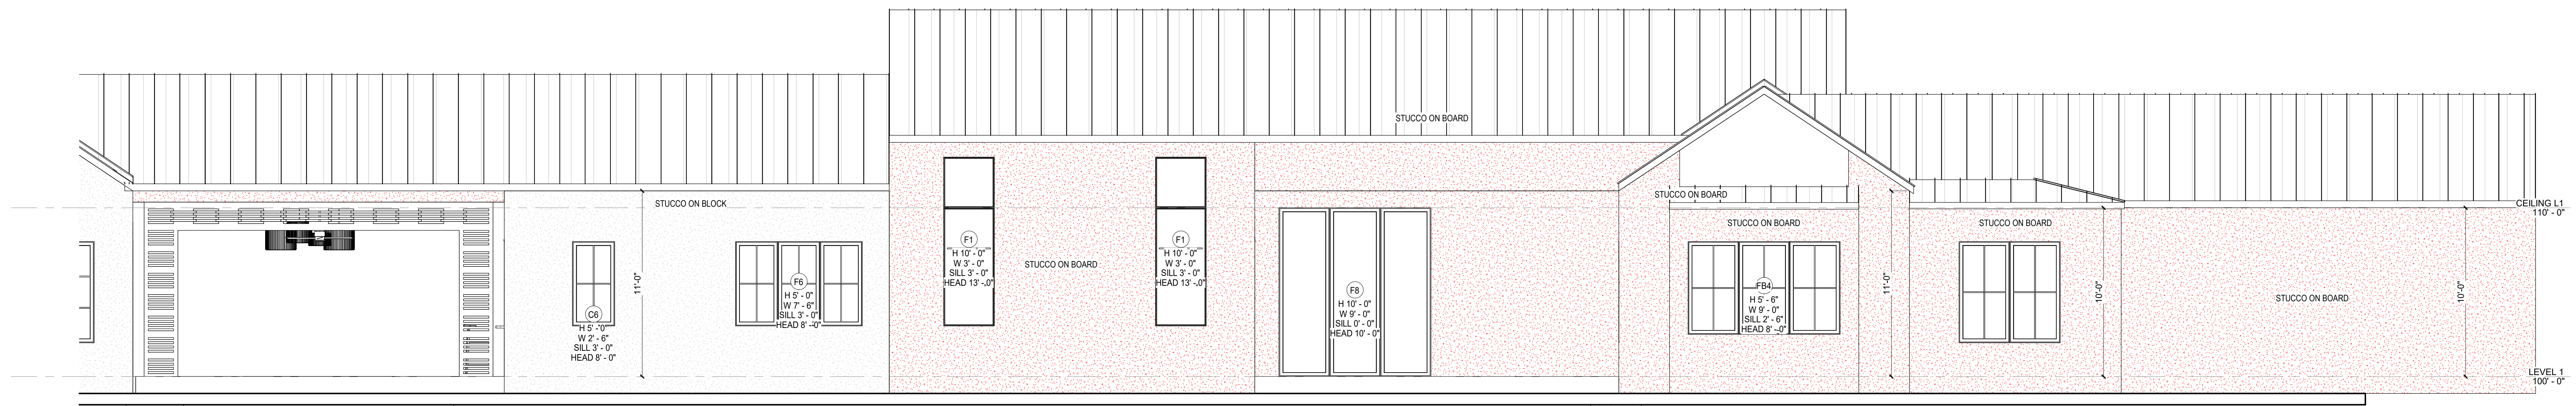 STUCCO ON BOARD
STUCCO ON BLOCK
11'-0"
C6
H 5' - 0"
W 2' - 6"
SILL 3' - 0"
HEAD 8' - 0"
F6
H 5' - 0"
W 7' - 6"
SILL 3' - 0"
HEAD 8' - 0"
F1
H 10' - 0"
W 3' - 0"
SILL 3' - 0"
HEAD 13' - 0"
STUCCO ON BOARD
F1
H 10' - 0"
W 3' - 0"
SILL 3' - 0"
HEAD 13' - 0"
F8
H 10' - 0"
W 9' - 0"
SILL 0' - 0"
HEAD 10' - 0"
STUCCO ON BOARD
STUCCO ON BOARD
FB4
H 5' - 6"
W 9' - 0"
SILL 2' - 6"
HEAD 8' - 0"
11'-0"
STUCCO ON BOARD
10'-0"
STUCCO ON BOARD
10'-0"
CEILING L1
110' - 0"
LEVEL 1
100' - 0"